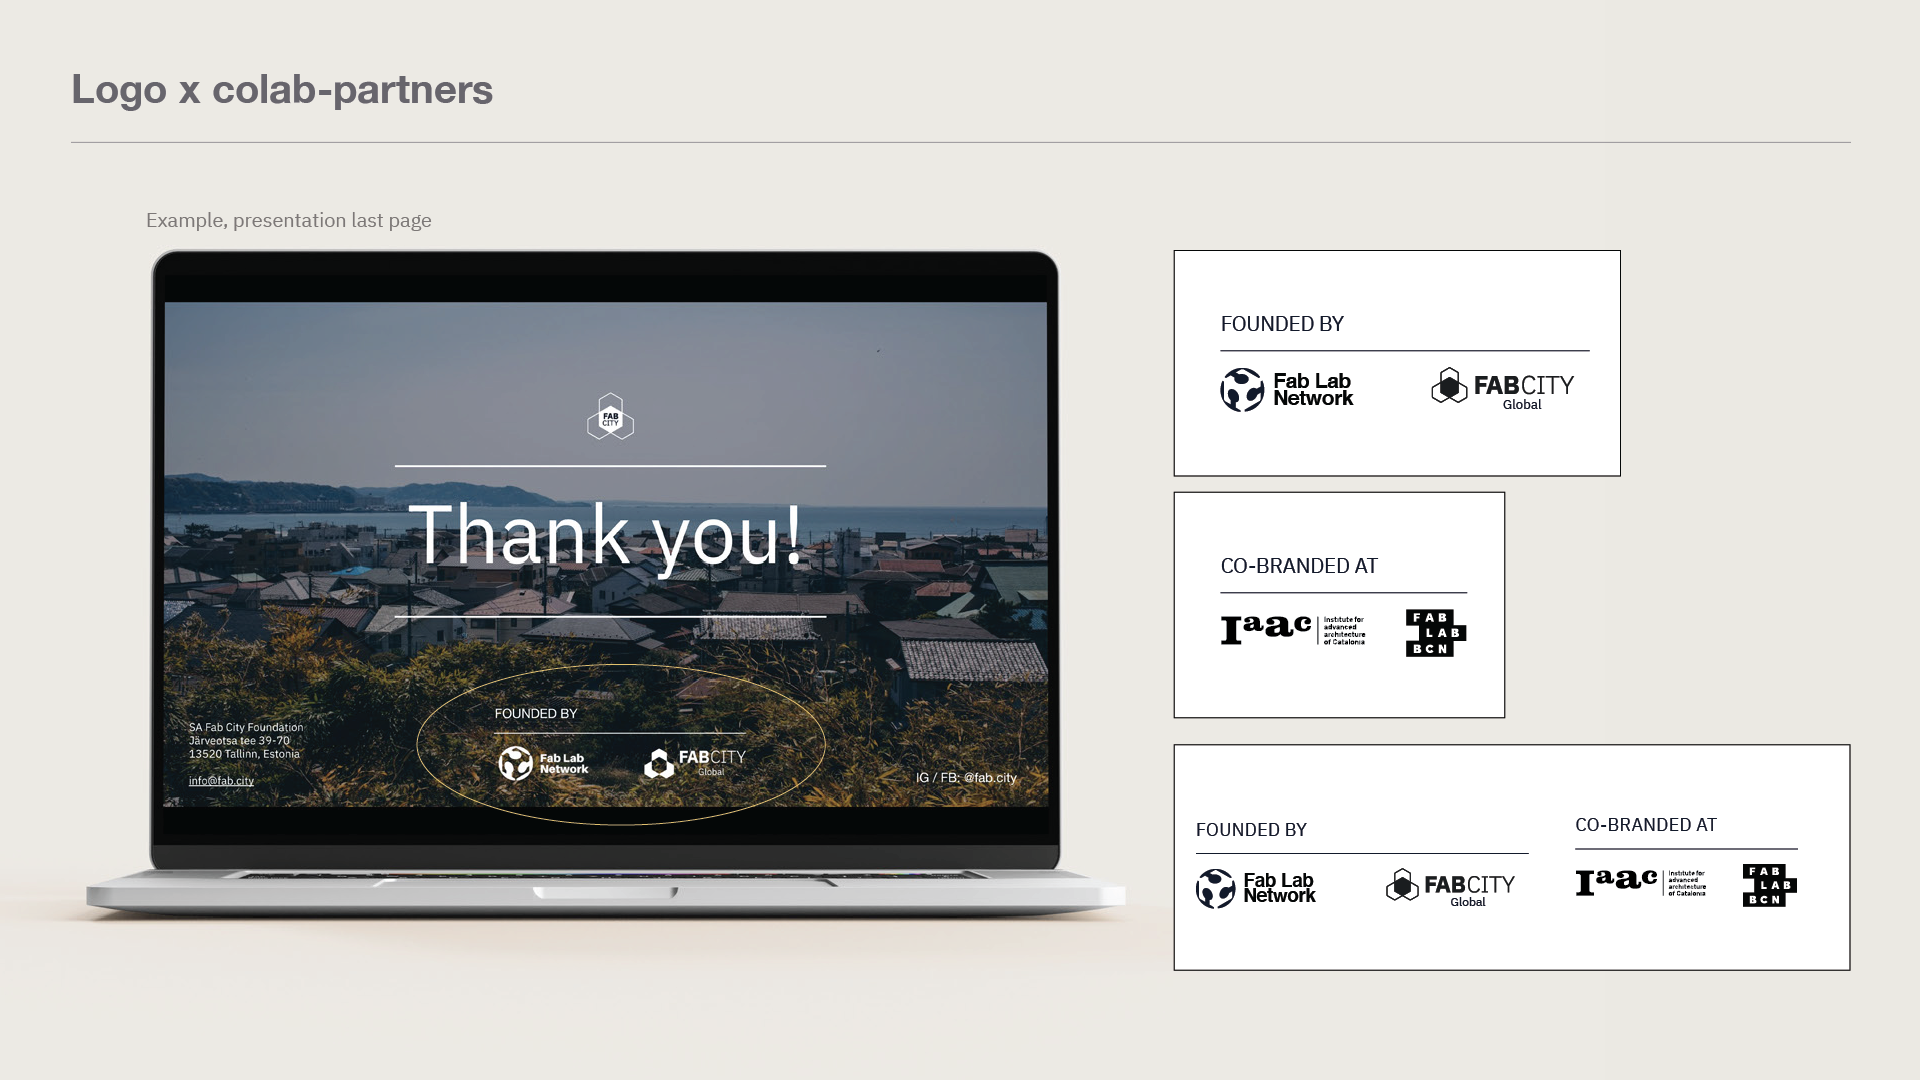 Logo x colab-partners
Example, presentation last page
FAB
CITY
Thank you!
SA Fab City Foundation
Järveotsa tee 39-70
13520 Tallinn, Estonia
info@fab.city
FOUNDED BY
Fab Lab
Network
FABCITY
Global
IG / FB: @fab.city
FOUNDED BY
Fab Lab
Network
FABCITY
Global
CO-BRANDED AT
Iaac
Institute for
advanced
architecture
of Catalonia
FAB
LAB
BCN
FOUNDED BY
Fab Lab
Network
FABCITY
Global
CO-BRANDED AT
Iaac
Institute for
advanced
architecture
of Catalonia
FAB
LAB
BCN